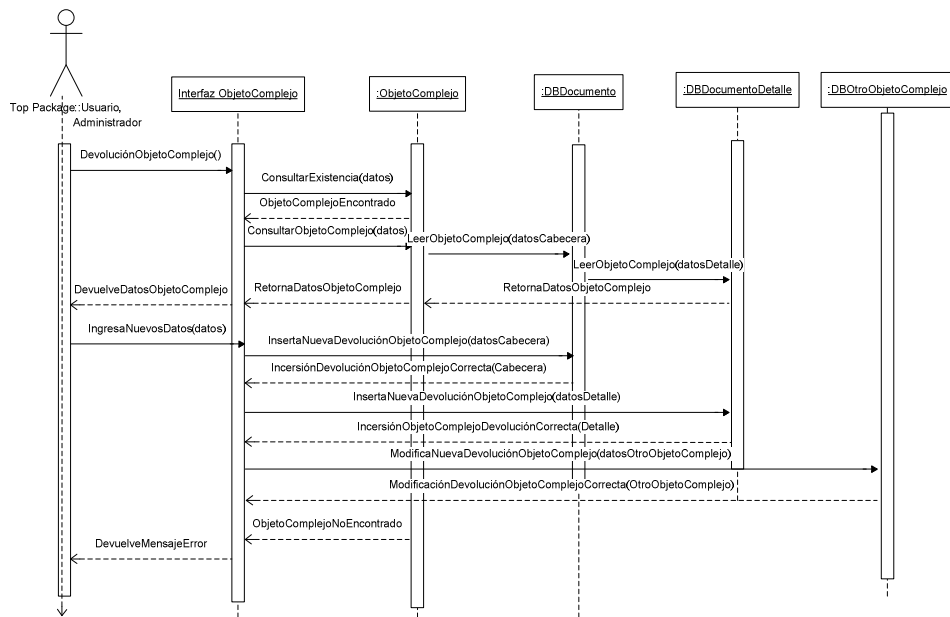 Interfaz ObjetoComplejo
:ObjetoComplejo
:DBDocumento
:DBDocumentoDetalle
:DBOtroObjetoComplejo
Top Package::Usuario,
Administrador
DevoluciónObjetoComplejo()
ConsultarExistencia(datos)
ObjetoComplejoEncontrado
ConsultarObjetoComplejo(datos)
LeerObjetoComplejo(datosCabecera)
LeerObjetoComplejo(datosDetalle)
DevuelveDatosObjetoComplejo
RetornaDatosObjetoComplejo
RetornaDatosObjetoComplejo
IngresaNuevosDatos(datos)
InsertaNuevaDevoluciónObjetoComplejo(datosCabecera)
IncersiónDevoluciónObjetoComplejoCorrecta(Cabecera)
InsertaNuevaDevoluciónObjetoComplejo(datosDetalle)
IncersiónObjetoComplejoDevoluciónCorrecta(Detalle)
ModificaNuevaDevoluciónObjetoComplejo(datosOtroObjetoComplejo)
ModificaciónDevoluciónObjetoComplejoCorrecta(OtroObjetoComplejo)
ObjetoComplejoNoEncontrado
DevuelveMensajeError